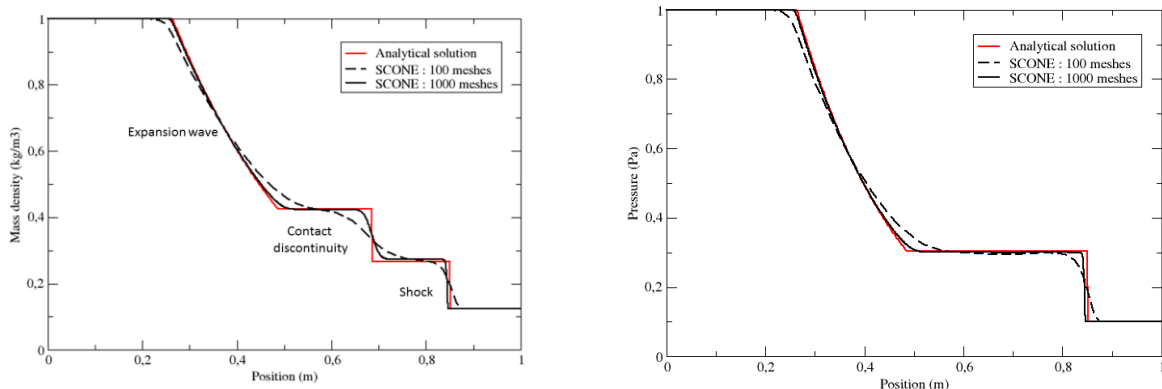 1
0,8
0,6
0,4
0,2
0
Mass density (kg/m3)
Analytical solution
SCONE : 100 meshes
SCONE : 1000 meshes
Expansion wave
Contact
discontinuity
Shock
0
0,2
0,4
0,6
0,8
1
Position (m)
1
0,8
0,6
0,4
0,2
0
Pressure (Pa)
Analytical solution
SCONE : 100 meshes
SCONE : 1000 meshes
0
0,2
0,4
0,6
0,8
1
Position (m)